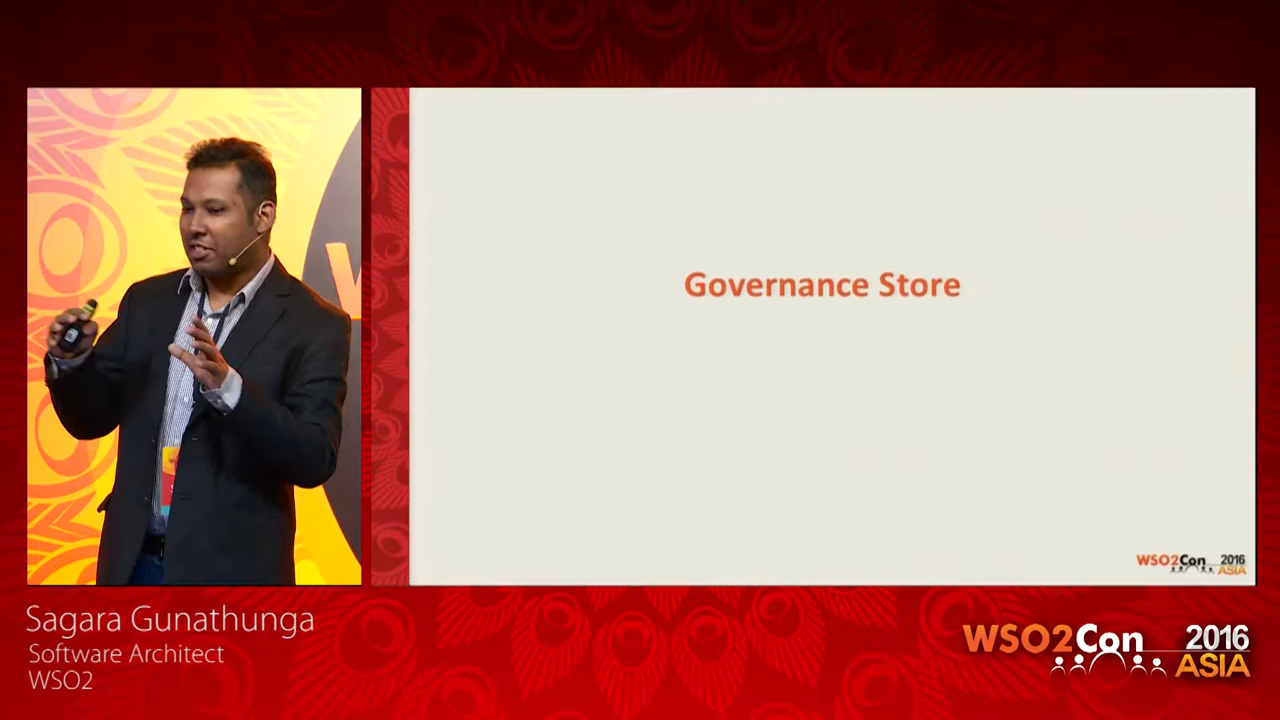 Governance Store
WSO2Con 2016
ASIA
Sagara Gunathunga
Software Architect
WSO2
WSO2Con 2016
ASIA